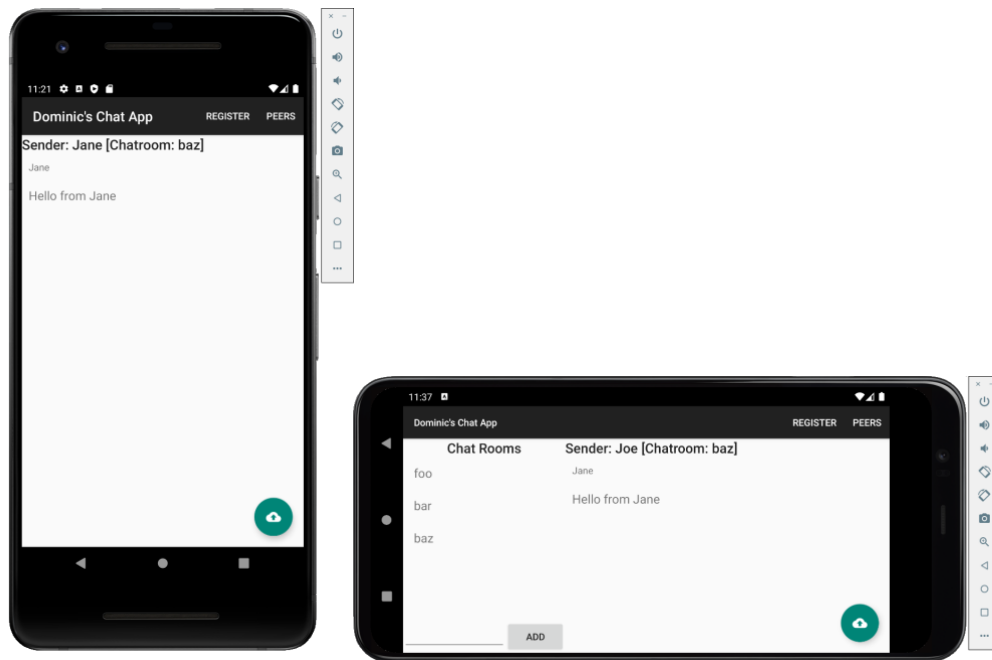 11:21
Dominic's Chat App REGISTER PEERS
Sender: Jane [Chatroom: baz]
Jane
Hello from Jane
11:37
Dominic's Chat App REGISTER PEERS
Chat Rooms
foo
bar
baz
ADD
Sender: Joe [Chatroom: baz]
Jane
Hello from Jane